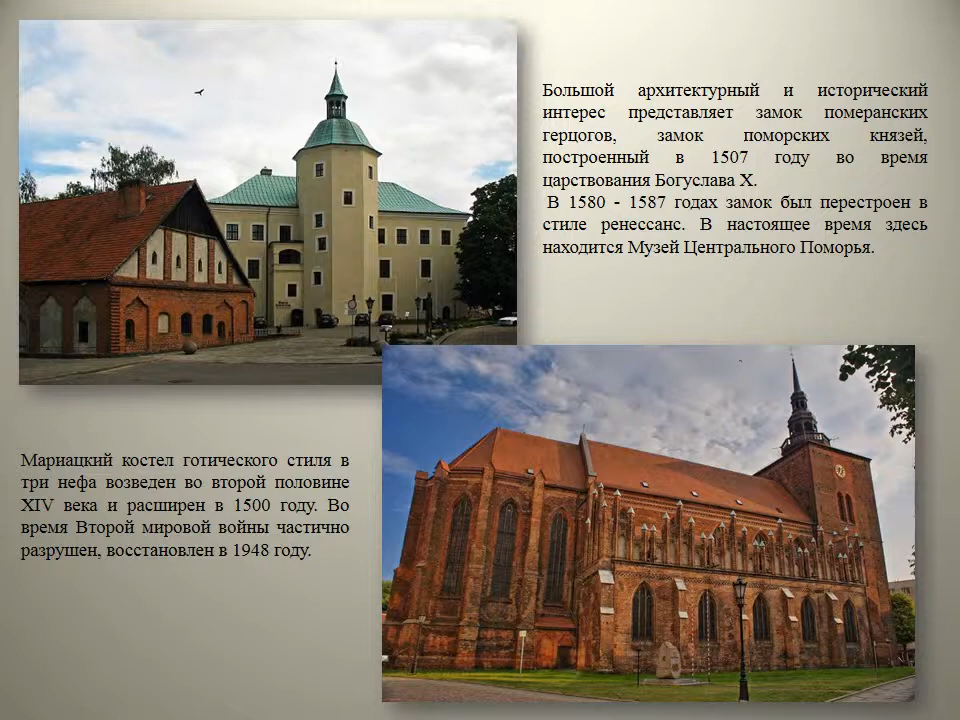 Большой архитектурный и исторический
интерес представляет замок померанских
герцогов, замок поморских князей,
построенный в 1507 году во время
царствования Богуслава X.
В 1580 - 1587 годах замок был перестроен в
стиле ренессанс. В настоящее время здесь
находится Музей Центрального Поморья.
Мариацкий костел готического стиля в
три нефа возведен во второй половине
XIV века и расширен в 1500 году. Во
время Второй мировой войны частично
разрушен, восстановлен в 1948 году.